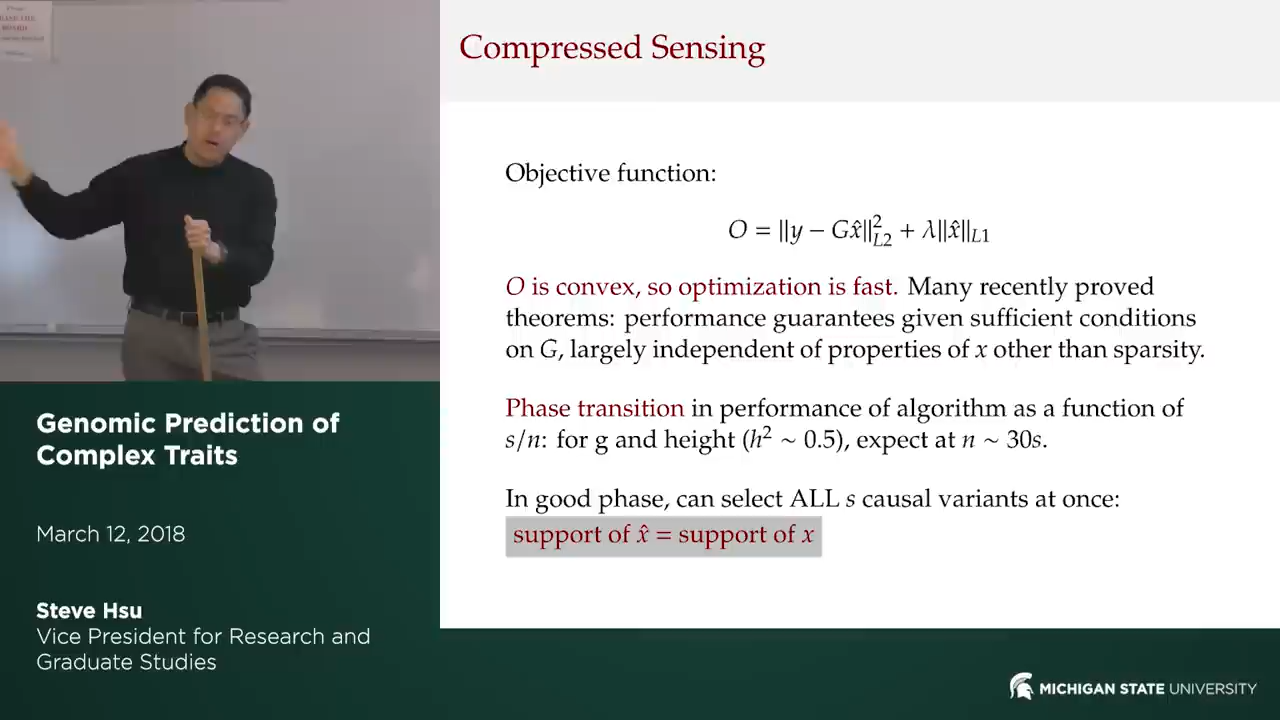 Compressed Sensing
Objective function:
O = ||y − Gx̂||²_L2 + λ||x̂||_L1
O is convex, so optimization is fast. Many recently proved
theorems: performance guarantees given sufficient conditions
on G, largely independent of properties of x other than sparsity.
Phase transition in performance of algorithm as a function of
s/n: for g and height (h² ∼ 0.5), expect at n ∼ 30s.
In good phase, can select ALL s causal variants at once:
support of x̂ = support of x
Genomic Prediction of
Complex Traits
March 12, 2018
Steve Hsu
Vice President for Research and
Graduate Studies
MICHIGAN STATE UNIVERSITY